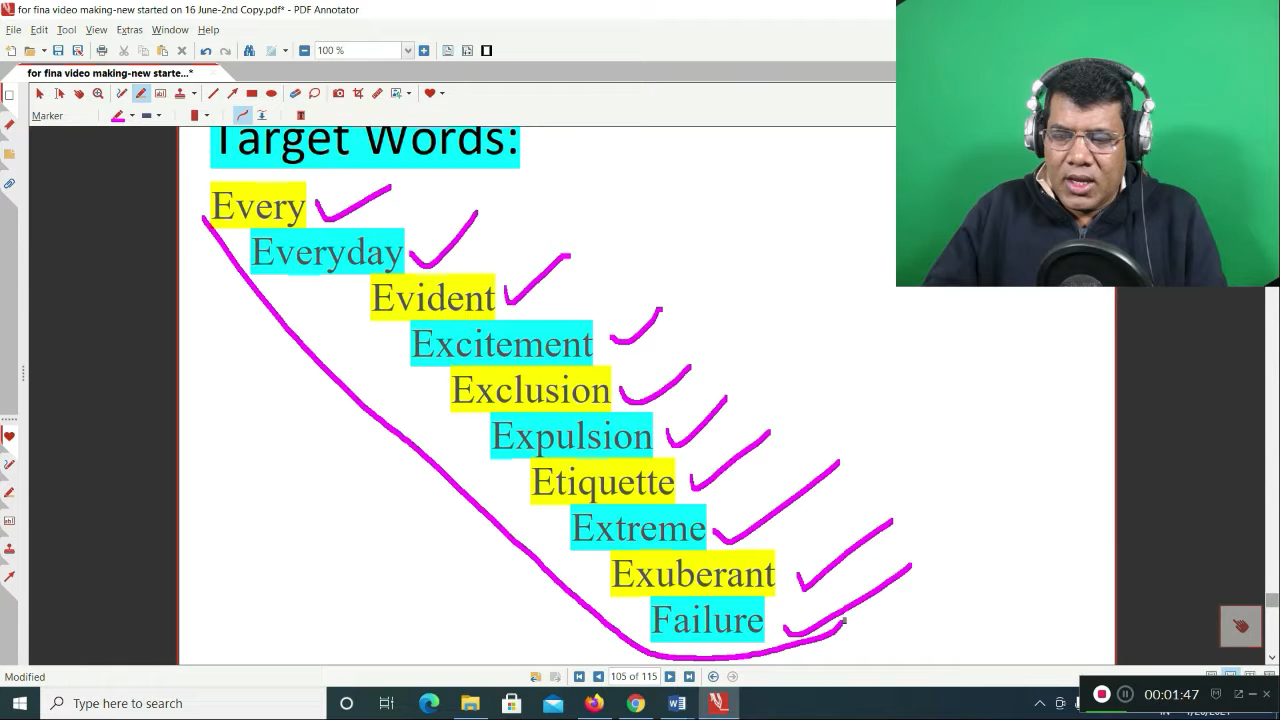 for fina video making-new started on 16 June-2nd Copy.pdf* - PDF Annotator
File Edit Tool View Extras Window Help
100 %
for fina video making-new starte...*
Marker
Target Words:
Every
Everyday
Evident
Excitement
Exclusion
Expulsion
Etiquette
Extreme
Exuberant
Failure
Modified
105 of 115
Type here to search
00:01:47